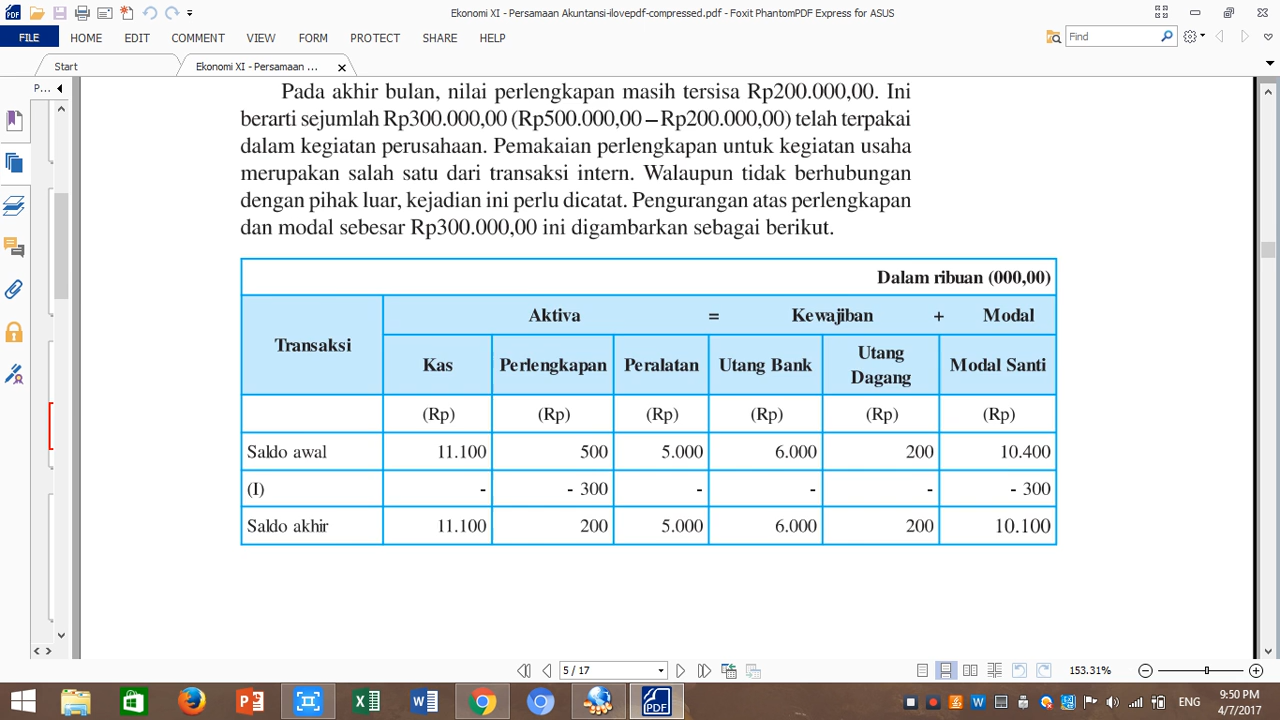 Ekonomi XI - Persamaan Akuntansi-ilovepdf-compressed.pdf - Foxit PhantomPDF Express for ASUS
FILE HOME EDIT COMMENT VIEW FORM PROTECT SHARE HELP
Find
Start
Ekonomi XI - Persamaan ...
P...
Pada akhir bulan, nilai perlengkapan masih tersisa Rp200.000,00. Ini
berarti sejumlah Rp300.000,00 (Rp500.000,00 – Rp200.000,00) telah terpakai
dalam kegiatan perusahaan. Pemakaian perlengkapan untuk kegiatan usaha
merupakan salah satu dari transaksi intern. Walaupun tidak berhubungan
dengan pihak luar, kejadian ini perlu dicatat. Pengurangan atas perlengkapan
dan modal sebesar Rp300.000,00 ini digambarkan sebagai berikut.
Dalam ribuan (000,00)
Transaksi
Aktiva = Kewajiban + Modal
Kas Perlengkapan Peralatan Utang Bank Utang Dagang Modal Santi
(Rp) (Rp) (Rp) (Rp) (Rp) (Rp)
Saldo awal 11.100 500 5.000 6.000 200 10.400
(I) - - 300 - - - - 300
Saldo akhir 11.100 200 5.000 6.000 200 10.100
5 / 17
153.31%
ENG
9:50 PM
4/7/2017